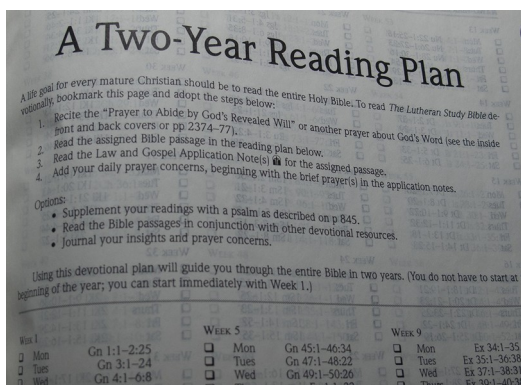 A Two-Year Reading Plan
A life goal for every mature Christian should be to read the entire Holy Bible. To read The Lutheran Study Bible de-
votionally, bookmark this page and adopt the steps below:
1. Recite the “Prayer to Abide by God's Revealed Will” or another prayer about God's Word (see the inside
front and back covers or pp 2374–77).
2. Read the assigned Bible passage in the reading plan below.
3. Read the Law and Gospel Application Note(s) for the assigned passage.
4. Add your daily prayer concerns, beginning with the brief prayer(s) in the application notes.
Options:
• Supplement your readings with a psalm as described on p 845.
• Read the Bible passages in conjunction with other devotional resources.
• Journal your insights and prayer concerns.
Using this devotional plan will guide you through the entire Bible in two years. (You do not have to start at
beginning of the year; you can start immediately with Week 1.)
WEEK 1
❑ Mon Gn 1:1–2:25
❑ Tues Gn 3:1–24
❑ Wed Gn 4:1–6:8
WEEK 5
❑ Mon Gn 45:1–46:34
❑ Tues Gn 47:1–48:22
❑ Wed Gn 49:1–50:26
WEEK 9
❑ Mon Ex 34:1–35
❑ Tues Ex 35:1–36:38
❑ Wed Ex 37:1–38:31